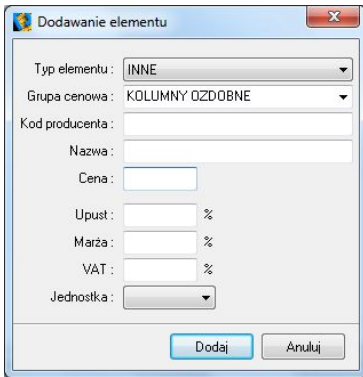 Dodawanie elementu
Typ elementu : INNE
Grupa cenowa : KOLUMNY OZDOBNE
Kod producenta :
Nazwa :
Cena :
Upust : %
Marża : %
VAT : %
Jednostka :
Dodaj Anuluj